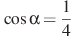 cos α = 1/4